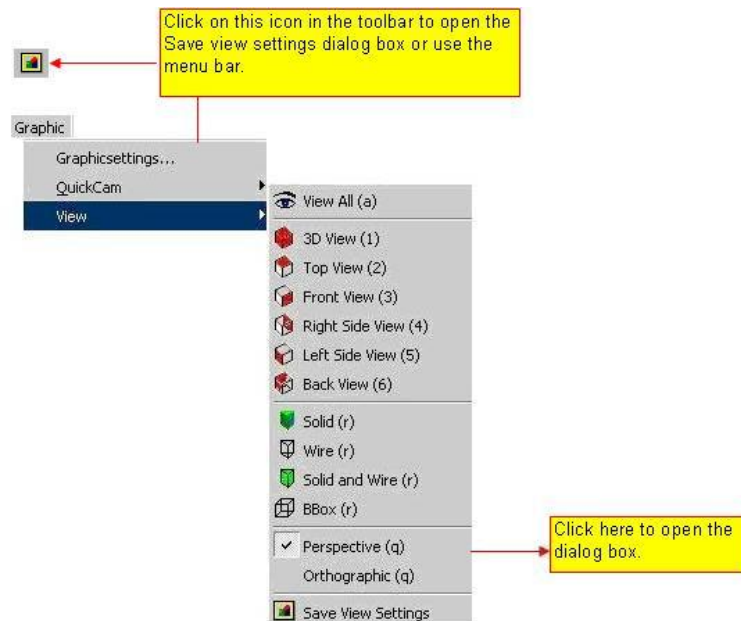 Click on this icon in the toolbar to open the
Save view settings dialog box or use the
menu bar.
Graphic
Graphicsettings...
QuickCam
View
View All (a)
3D View (1)
Top View (2)
Front View (3)
Right Side View (4)
Left Side View (5)
Back View (6)
Solid (r)
Wire (r)
Solid and Wire (r)
BBox (r)
Perspective (q)
Orthographic (q)
Save View Settings
Click here to open the
dialog box.